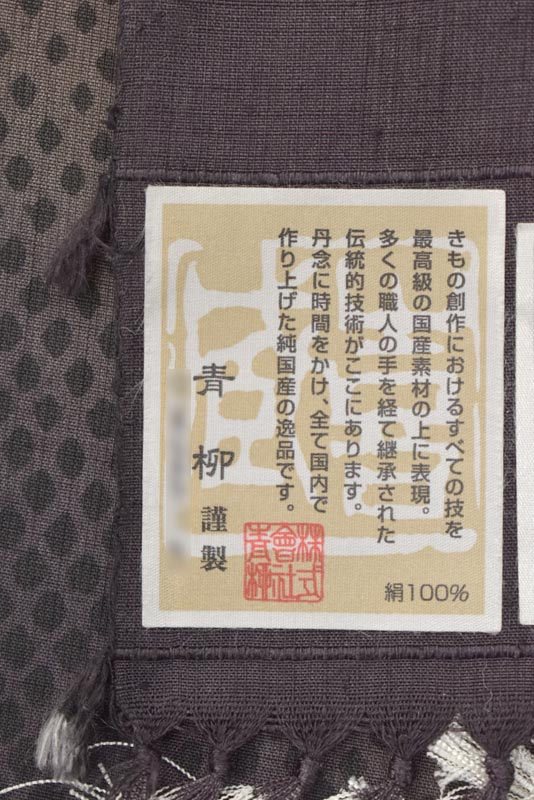 きもの創作におけるすべての技を
最高級の国産素材の上に表現。
多くの職人の手を経て継承された
伝統的技術がここにあります。
丹念に時間をかけ、全て国内で
作り上げた純国産の逸品です。
青柳謹製
株式
會社
青柳
絹100%